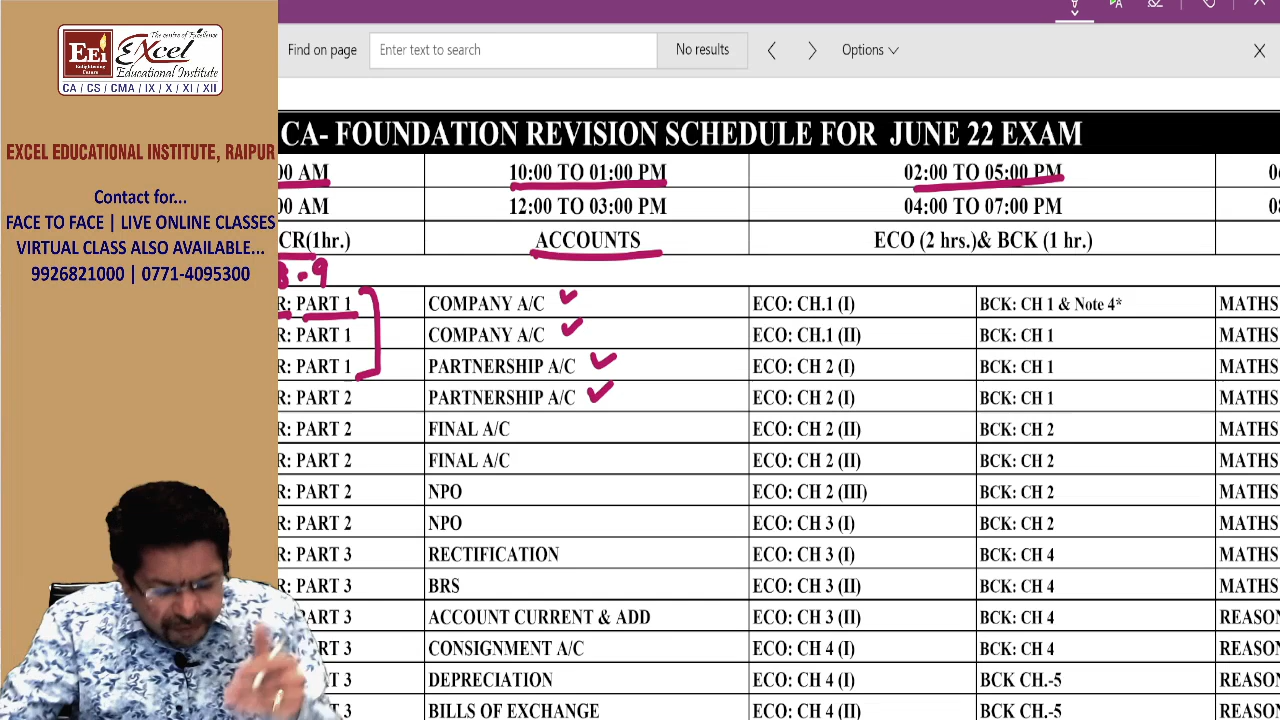 The centre of Excellence
EEi
Enlightening Careers
EXcel
Educational Institute
CA / CS / CMA / IX / X / XI / XII
EXCEL EDUCATIONAL INSTITUTE, RAIPUR
Contact for...
FACE TO FACE | LIVE ONLINE CLASSES
VIRTUAL CLASS ALSO AVAILABLE...
9926821000 | 0771-4095300
Find on page Enter text to search No results Options
CA- FOUNDATION REVISION SCHEDULE FOR JUNE 22 EXAM
00 AM 10:00 TO 01:00 PM 02:00 TO 05:00 PM 0
00 AM 12:00 TO 03:00 PM 04:00 TO 07:00 PM 08
CR(1hr.) ACCOUNTS ECO (2 hrs.)& BCK (1 hr.)
8-9
R: PART 1 COMPANY A/C ECO: CH.1 (I) BCK: CH 1 & Note 4* MATHS
R: PART 1 COMPANY A/C ECO: CH.1 (II) BCK: CH 1 MATHS
R: PART 1 PARTNERSHIP A/C ECO: CH 2 (I) BCK: CH 1 MATHS
R: PART 2 PARTNERSHIP A/C ECO: CH 2 (I) BCK: CH 1 MATHS
R: PART 2 FINAL A/C ECO: CH 2 (II) BCK: CH 2 MATHS
R: PART 2 FINAL A/C ECO: CH 2 (II) BCK: CH 2 MATHS
R: PART 2 NPO ECO: CH 2 (III) BCK: CH 2 MATHS
R: PART 2 NPO ECO: CH 3 (I) BCK: CH 2 MATHS
R: PART 3 RECTIFICATION ECO: CH 3 (I) BCK: CH 4 MATHS
R: PART 3 BRS ECO: CH 3 (II) BCK: CH 4 MATHS
PART 3 ACCOUNT CURRENT & ADD ECO: CH 3 (II) BCK: CH 4 REASON
PART 3 CONSIGNMENT A/C ECO: CH 4 (I) BCK: CH 4 REASON
T 3 DEPRECIATION ECO: CH 4 (I) BCK CH.-5 REASON
T 3 BILLS OF EXCHANGE ECO: CH 4 (II) BCK CH.-5 REASON